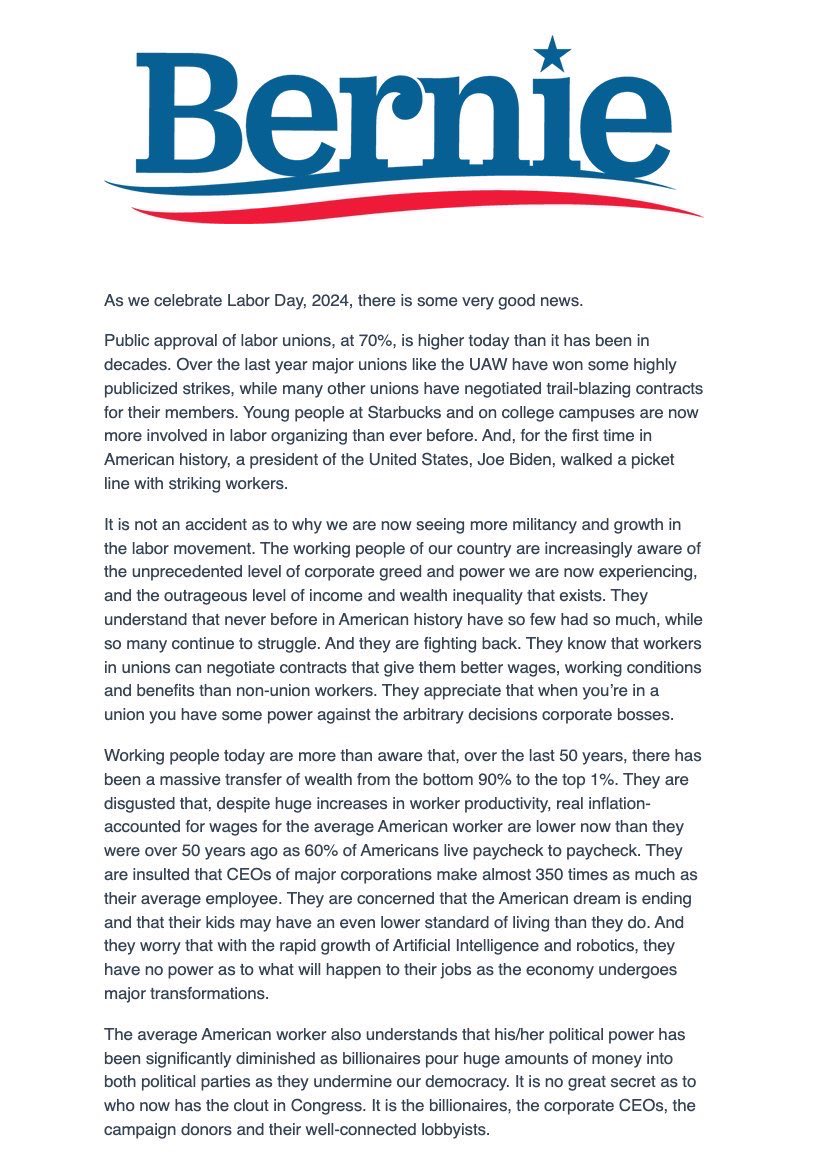 Bernie
As we celebrate Labor Day, 2024, there is some very good news.
Public approval of labor unions, at 70%, is higher today than it has been in
decades. Over the last year major unions like the UAW have won some highly
publicized strikes, while many other unions have negotiated trail-blazing contracts
for their members. Young people at Starbucks and on college campuses are now
more involved in labor organizing than ever before. And, for the first time in
American history, a president of the United States, Joe Biden, walked a picket
line with striking workers.
It is not an accident as to why we are now seeing more militancy and growth in
the labor movement. The working people of our country are increasingly aware of
the unprecedented level of corporate greed and power we are now experiencing,
and the outrageous level of income and wealth inequality that exists. They
understand that never before in American history have so few had so much, while
so many continue to struggle. And they are fighting back. They know that workers
in unions can negotiate contracts that give them better wages, working conditions
and benefits than non-union workers. They appreciate that when you’re in a
union you have some power against the arbitrary decisions corporate bosses.
Working people today are more than aware that, over the last 50 years, there has
been a massive transfer of wealth from the bottom 90% to the top 1%. They are
disgusted that, despite huge increases in worker productivity, real inflation-
accounted for wages for the average American worker are lower now than they
were over 50 years ago as 60% of Americans live paycheck to paycheck. They
are insulted that CEOs of major corporations make almost 350 times as much as
their average employee. They are concerned that the American dream is ending
and that their kids may have an even lower standard of living than they do. And
they worry that with the rapid growth of Artificial Intelligence and robotics, they
have no power as to what will happen to their jobs as the economy undergoes
major transformations.
The average American worker also understands that his/her political power has
been significantly diminished as billionaires pour huge amounts of money into
both political parties as they undermine our democracy. It is no great secret as to
who now has the clout in Congress. It is the billionaires, the corporate CEOs, the
campaign donors and their well-connected lobbyists.